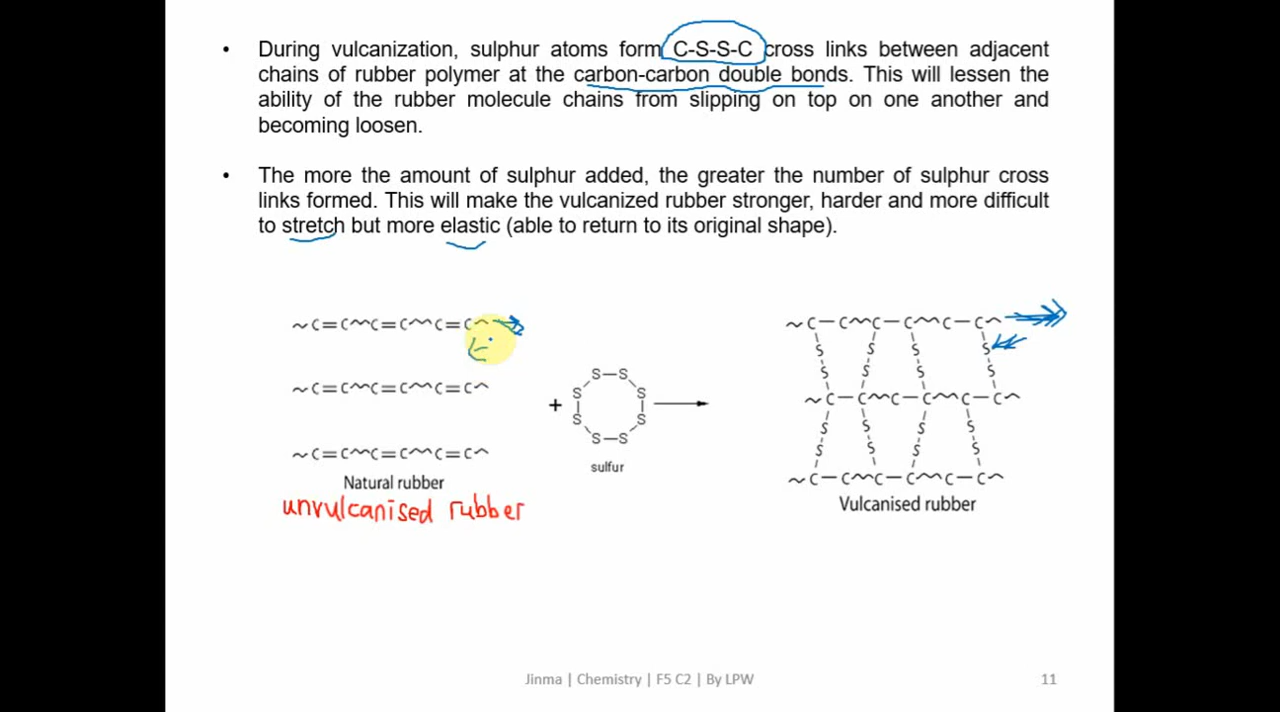 • During vulcanization, sulphur atoms form C-S-S-C cross links between adjacent
chains of rubber polymer at the carbon-carbon double bonds. This will lessen the
ability of the rubber molecule chains from slipping on top on one another and
becoming loosen.
• The more the amount of sulphur added, the greater the number of sulphur cross
links formed. This will make the vulcanized rubber stronger, harder and more difficult
to stretch but more elastic (able to return to its original shape).
~C=C~C=C~C=C~
~C=C~C=C~C=C~
~C=C~C=C~C=C~
Natural rubber
unvulcanised rubber
+
S–S
S S
S S
S–S
sulfur
~C–C~C–C~C–C~
S S S S
S S S S
~C–C~C–C~C–C~
S S S S
S S S S
~C–C~C–C~C–C~
Vulcanised rubber
Jinma | Chemistry | F5 C2 | By LPW
11